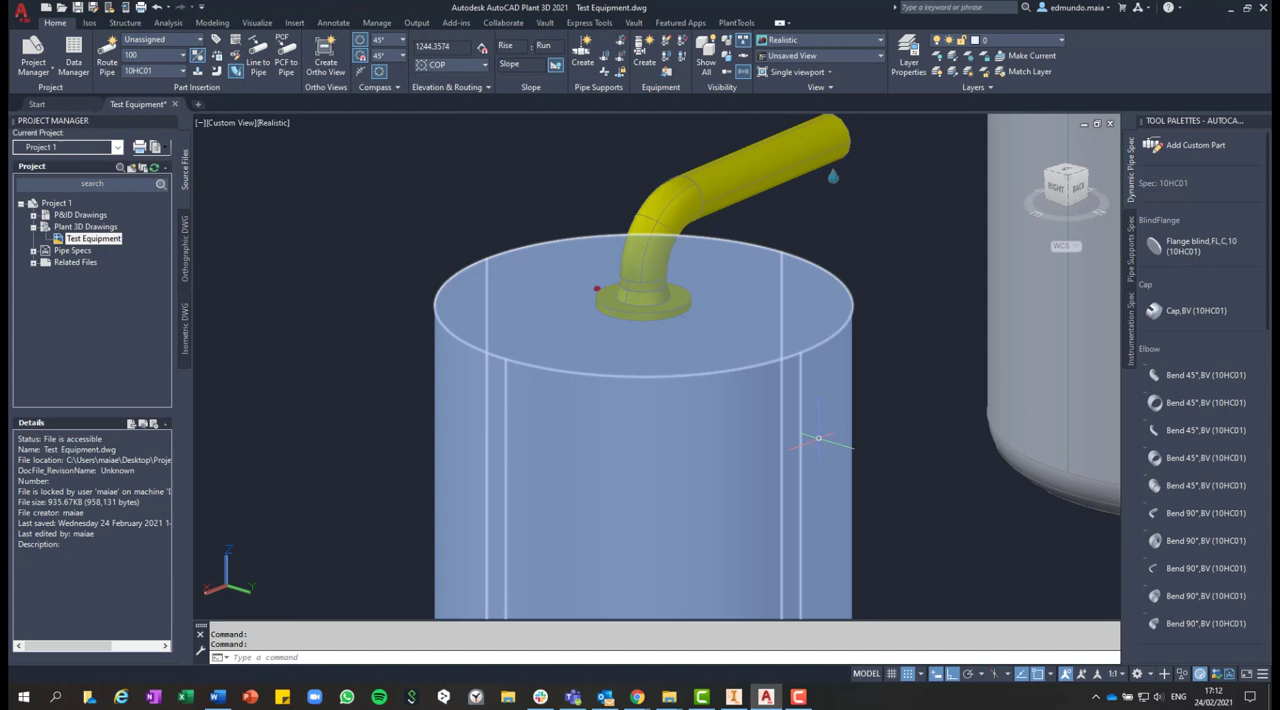 Autodesk AutoCAD Plant 3D 2021 Test Equipment.dwg
Type a keyword or phrase
edmundo.maia
Home Iso Structure Analysis Modeling Visualize Insert Annotate Manage Output Add-ins Collaborate Vault Express Tools Featured Apps PlantTools
Project Manager
Data Manager
Project
Route Pipe
Unassigned
100
10HC01
Line to Pipe
PCF to Pipe
Part Insertion
Create Ortho View
Ortho Views
45°
45°
Compass
1244.3574
COP
Elevation & Routing
Rise : Run
Slope
Slope
Create
Pipe Supports
Create
Equipment
Show All
Visibility
Realistic
Unsaved View
Single viewport
View
Layer Properties
0
Make Current
Match Layer
Layers
Start
Test Equipment*
PROJECT MANAGER
Current Project:
Project 1
Project
search
Project 1
P&ID Drawings
Plant 3D Drawings
Test Equipment
Pipe Specs
Related Files
Source Files
Orthographic DWG
Isometric DWG
Details
Status: File is accessible
Name: Test Equipment.dwg
File location: C:\Users\maiae\Desktop\Proje
DocFile_RevisonName: Unknown
Number:
File is locked by user 'maiae' on machine
File size: 935.67KB (958,131 bytes)
File creator: maiae
Last saved: Wednesday 24 February 2021 1
Last edited by: maiae
Description:
[−][Custom View][Realistic]
RIGHT BACK
WCS
Z
X
Y
Command:
Command:
Type a command
TOOL PALETTES - AUTOCA...
Dynamic Pipe Spec
Pipe Supports Spec
Instrumentation Spec
Add Custom Part
Spec: 10HC01
BlindFlange
Flange blind,FL,C,10 (10HC01)
Cap
Cap,BV (10HC01)
Elbow
Bend 45°,BV (10HC01)
Bend 45°,BV (10HC01)
Bend 45°,BV (10HC01)
Bend 45°,BV (10HC01)
Bend 45°,BV (10HC01)
Bend 90°,BV (10HC01)
Bend 90°,BV (10HC01)
Bend 90°,BV (10HC01)
Bend 90°,BV (10HC01)
Bend 90°,BV (10HC01)
MODEL
1:1
ENG
17:12
24/02/2021